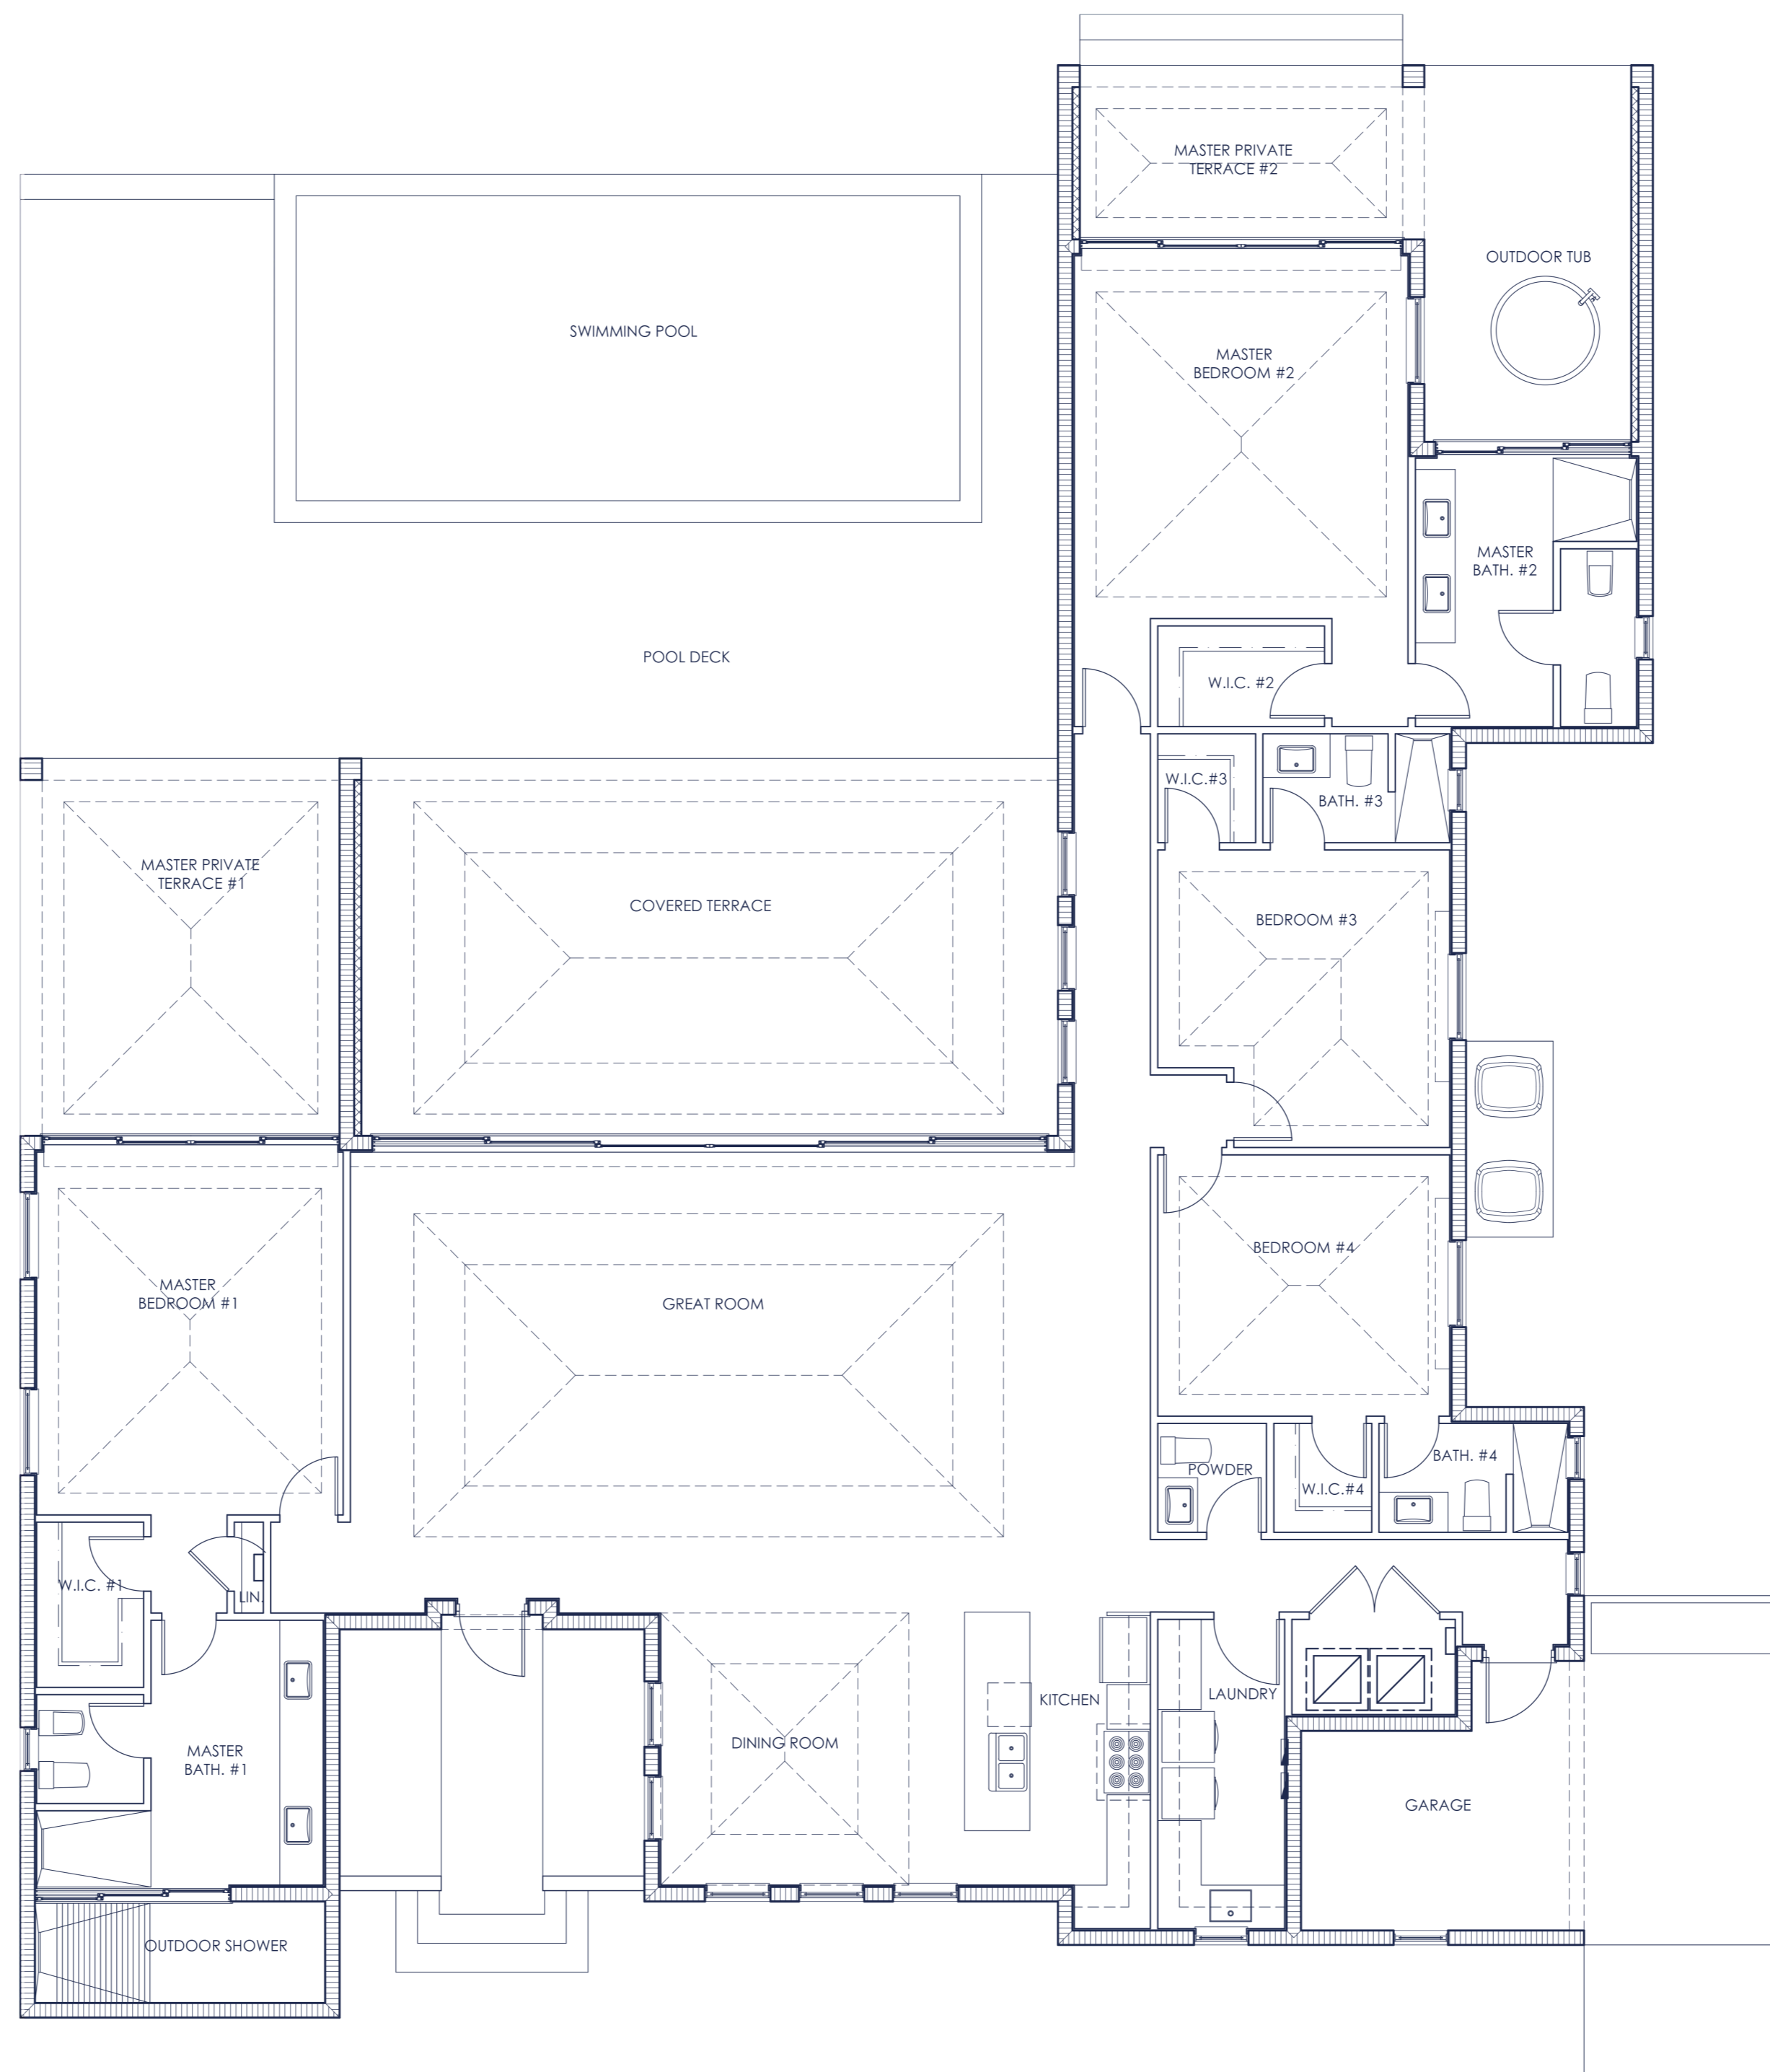 MASTER PRIVATE
TERRACE #2
OUTDOOR TUB
SWIMMING POOL
MASTER
BEDROOM #2
MASTER
BATH. #2
POOL DECK
W.I.C. #2
W.I.C.#3
BATH. #3
MASTER PRIVATE
TERRACE #1
COVERED TERRACE
BEDROOM #3
BEDROOM #4
MASTER
BEDROOM #1
GREAT ROOM
BATH. #4
POWDER
W.I.C.#4
W.I.C. #1
LIN.
KITCHEN
LAUNDRY
DINING ROOM
MASTER
BATH. #1
GARAGE
OUTDOOR SHOWER